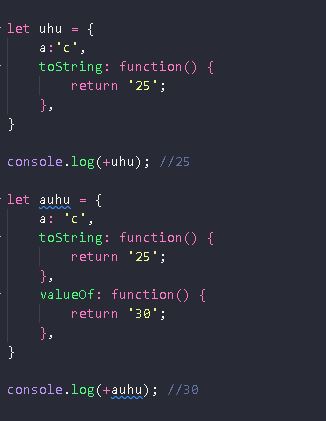 let uhu = {
    a:'c',
    toString: function() {
        return '25';
    },
}

console.log(+uhu); //25

let auhu = {
    a: 'c',
    toString: function() {
        return '25';
    },
    valueOf: function() {
        return '30';
    },
}

console.log(+auhu); //30